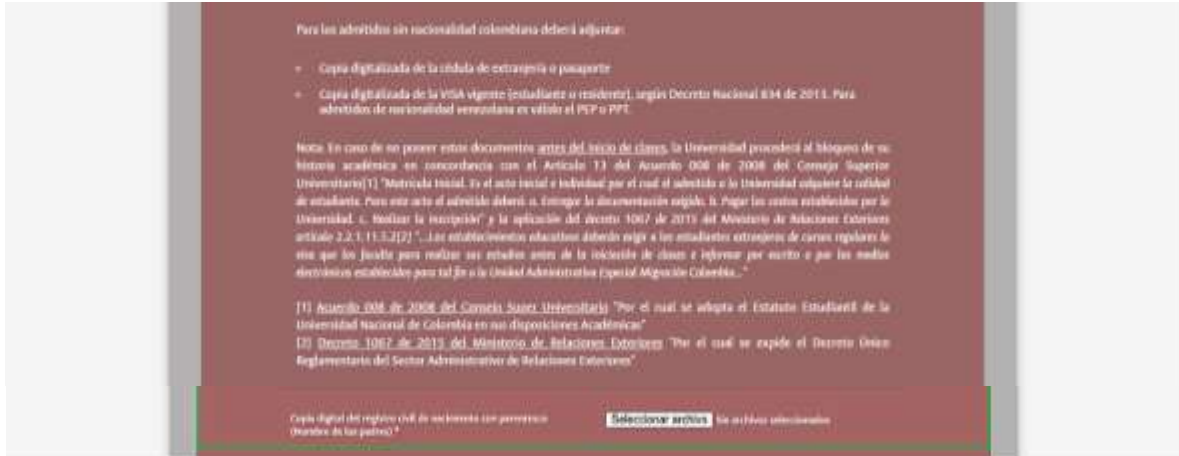 Para los admitidos sin nacionalidad colombiana deberá adjuntar:
Copia digitalizada de la cédula de extranjería o pasaporte
Copia digitalizada de la VISA vigente (estudiante o residente), según Decreto Nacional 834 de 2013. Para
admitidos de nacionalidad venezolana es válido el PEP o PPT.
Nota: En caso de no poseer estos documentos antes del inicio de clases, la Universidad procederá al bloqueo de su
historia académica en concordancia con el Artículo 13 del Acuerdo 008 de 2008 del Consejo Superior
Universitario[1] "Matrícula Inicial. Es el acto inicial e individual por el cual el admitido a la Universidad adquiere la calidad
de estudiante. Para este acto el admitido deberá: a. Entregar la documentación exigida. b. Pagar los costos establecidos por la
Universidad. c. Realizar la inscripción" y la aplicación del decreto 1067 de 2015 del Ministerio de Relaciones Exteriores
artículo 2.2.1.11.5.2[2] "...Los establecimientos educativos deberán exigir a los estudiantes extranjeros de cursos regulares la
visa que los faculte para realizar sus estudios antes de la iniciación de clases e informar por escrito o por los medios
electrónicos establecidos para tal fin a la Unidad Administrativa Especial Migración Colombia..."
[1] Acuerdo 008 de 2008 del Consejo Super Universitario "Por el cual se adopta el Estatuto Estudiantil de la
Universidad Nacional de Colombia en sus disposiciones Académicas"
[2] Decreto 1067 de 2015 del Ministerio de Relaciones Exteriores "Por el cual se expide el Decreto Único
Reglamentario del Sector Administrativo de Relaciones Exteriores"
Copia digital del registro civil de nacimiento con parentesco
(Nombre de los padres) *
Seleccionar archivo Sin archivos seleccionados